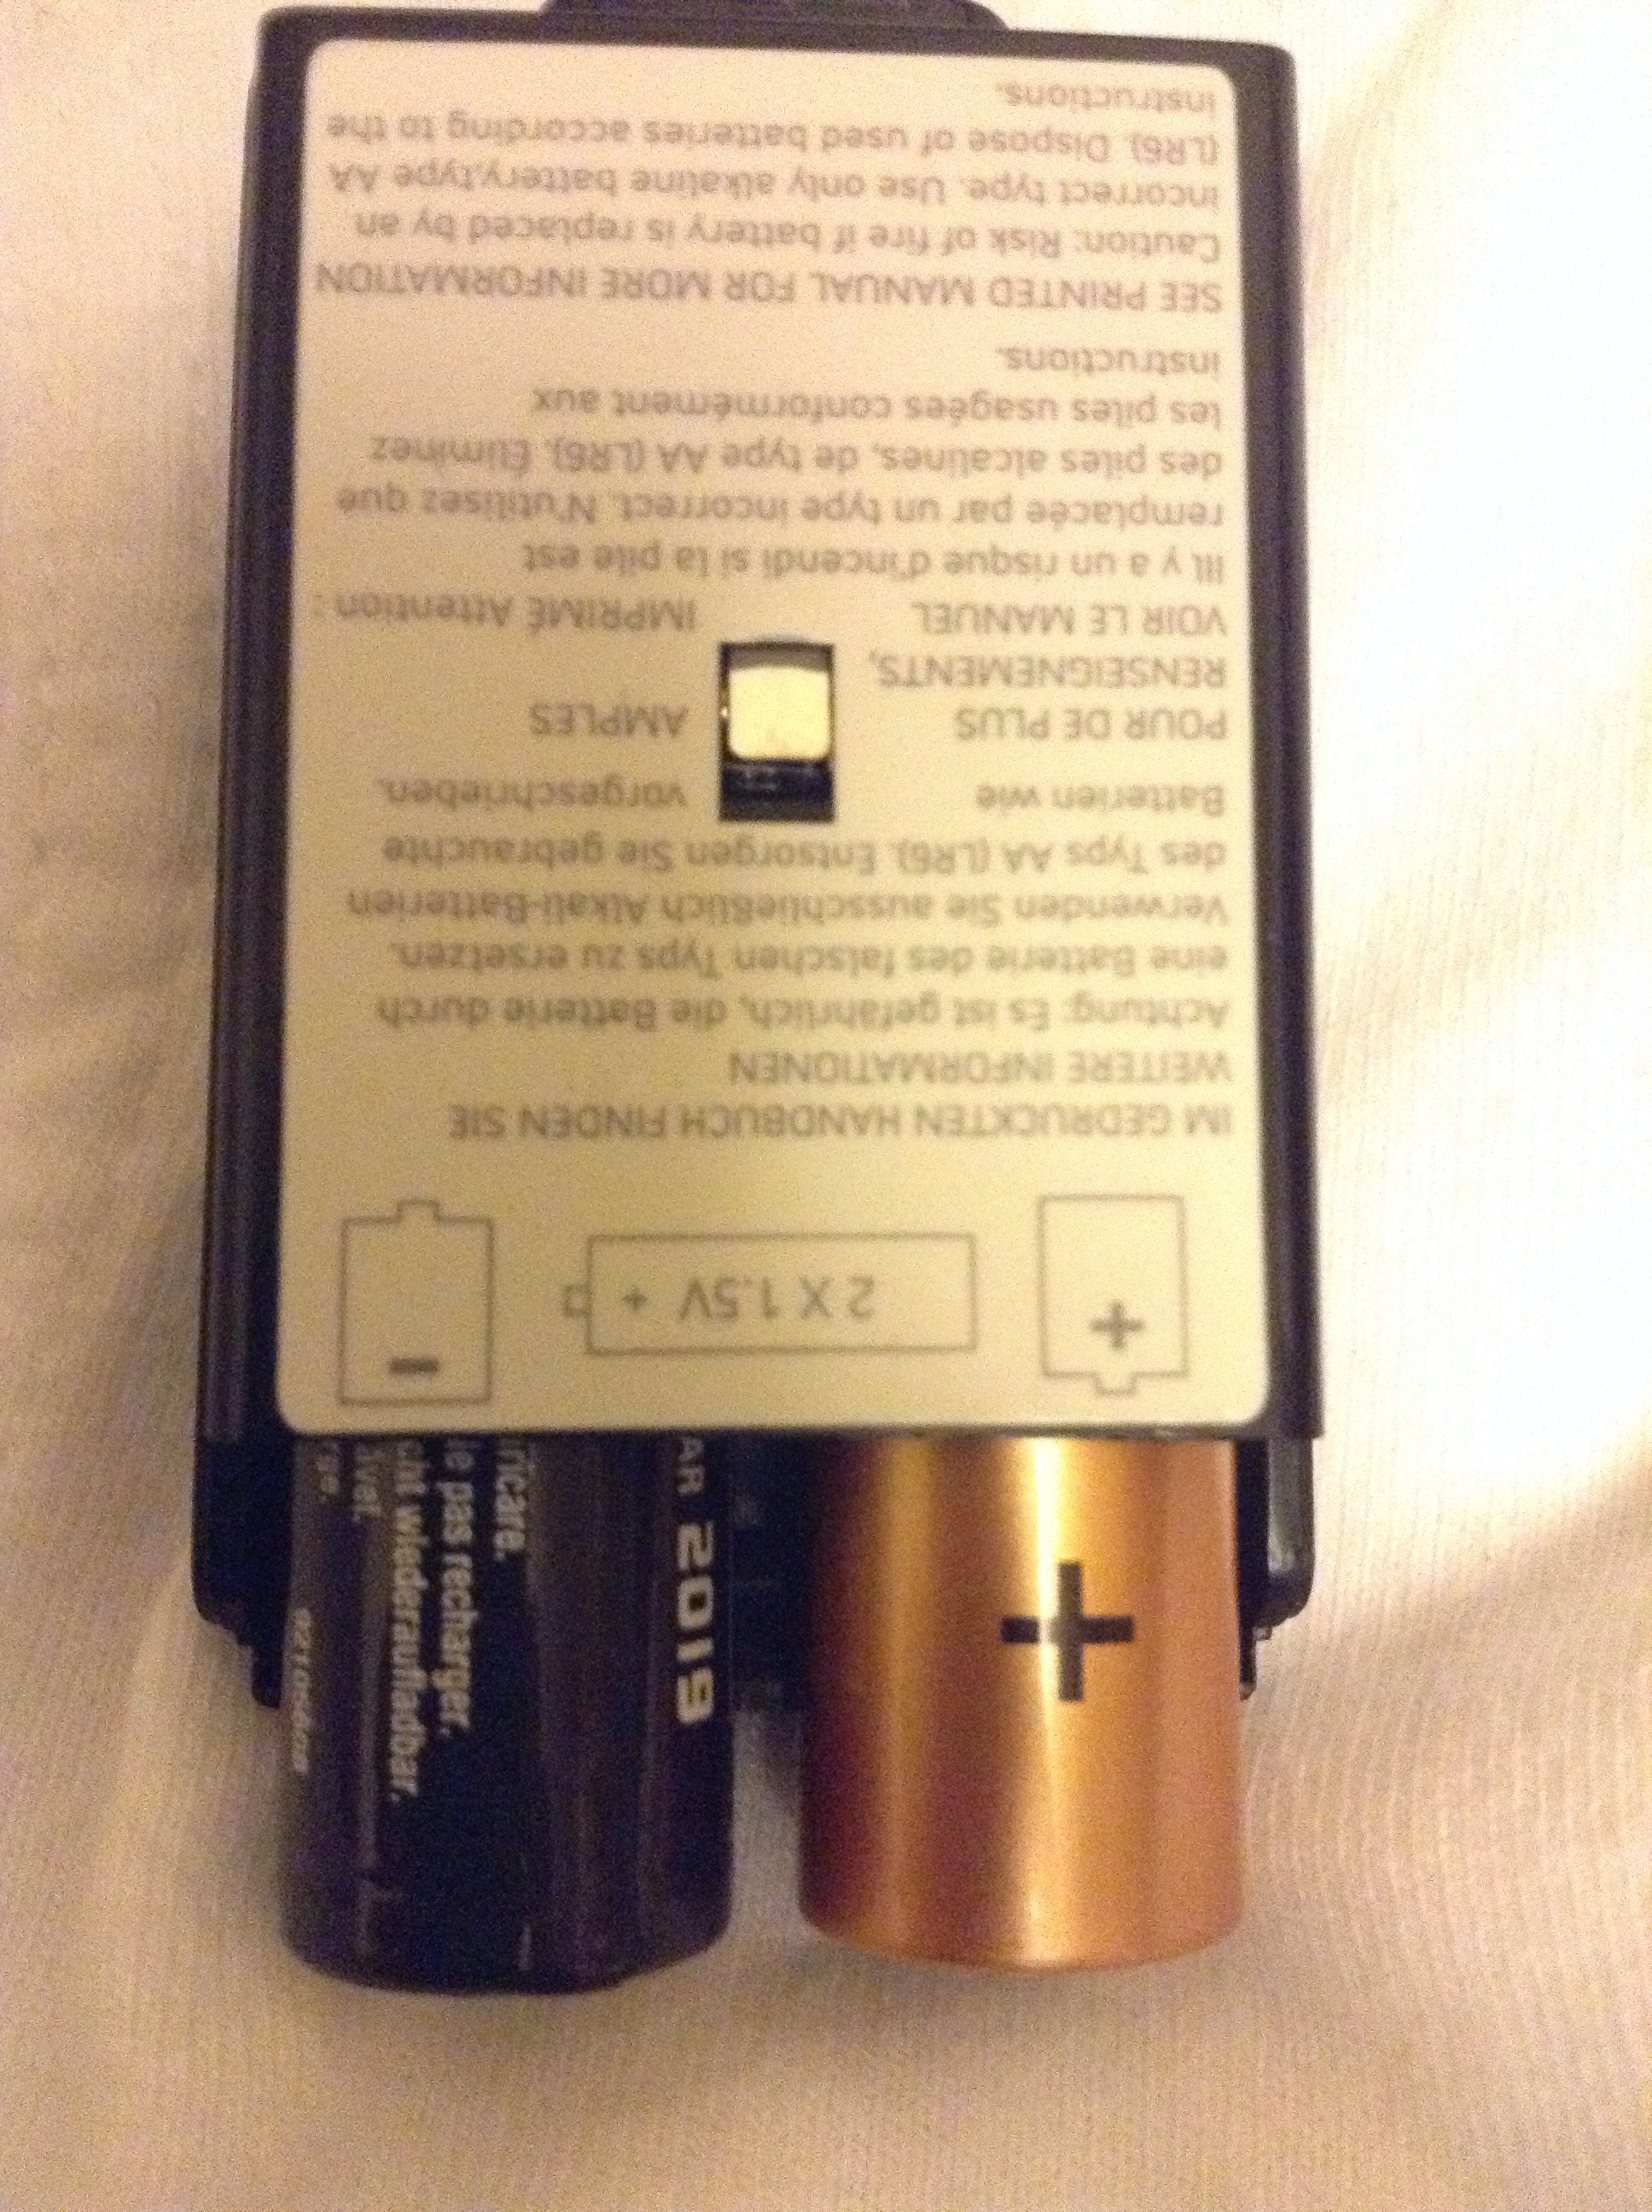 IM GEDRUCKTEN HANDBUCH FINDEN SIE
WEITERE INFORMATIONEN
Achtung: Es ist gefährlich, die Batterie durch
eine Batterie des falschen Typs zu ersetzen.
Verwenden Sie ausschließlich Alkali-Batterien
des Typs AA (LR6). Entsorgen Sie gebrauchte
Batterien wie vorgeschrieben.
POUR DE PLUS AMPLES
RENSEIGNEMENTS,
VOIR LE MANUEL IMPRIMÉ Attention :
Ill y a un risque d'incendi si la pile est
remplacée par un type incorrect. N'utilisez que
des piles alcalines, de type AA (LR6). Éliminez
les piles usagées conformément aux
instructions.
SEE PRINTED MANUAL FOR MORE INFORMATION
Caution: Risk of fire if battery is replaced by an
incorrect type. Use only alkaline battery,type AA
(LR6). Dispose of used batteries according to the
instructions.
+
2 X 1.5V +
-
AR 2019
ricare.
le pas recharger.
cht wiederaufladbar.
+